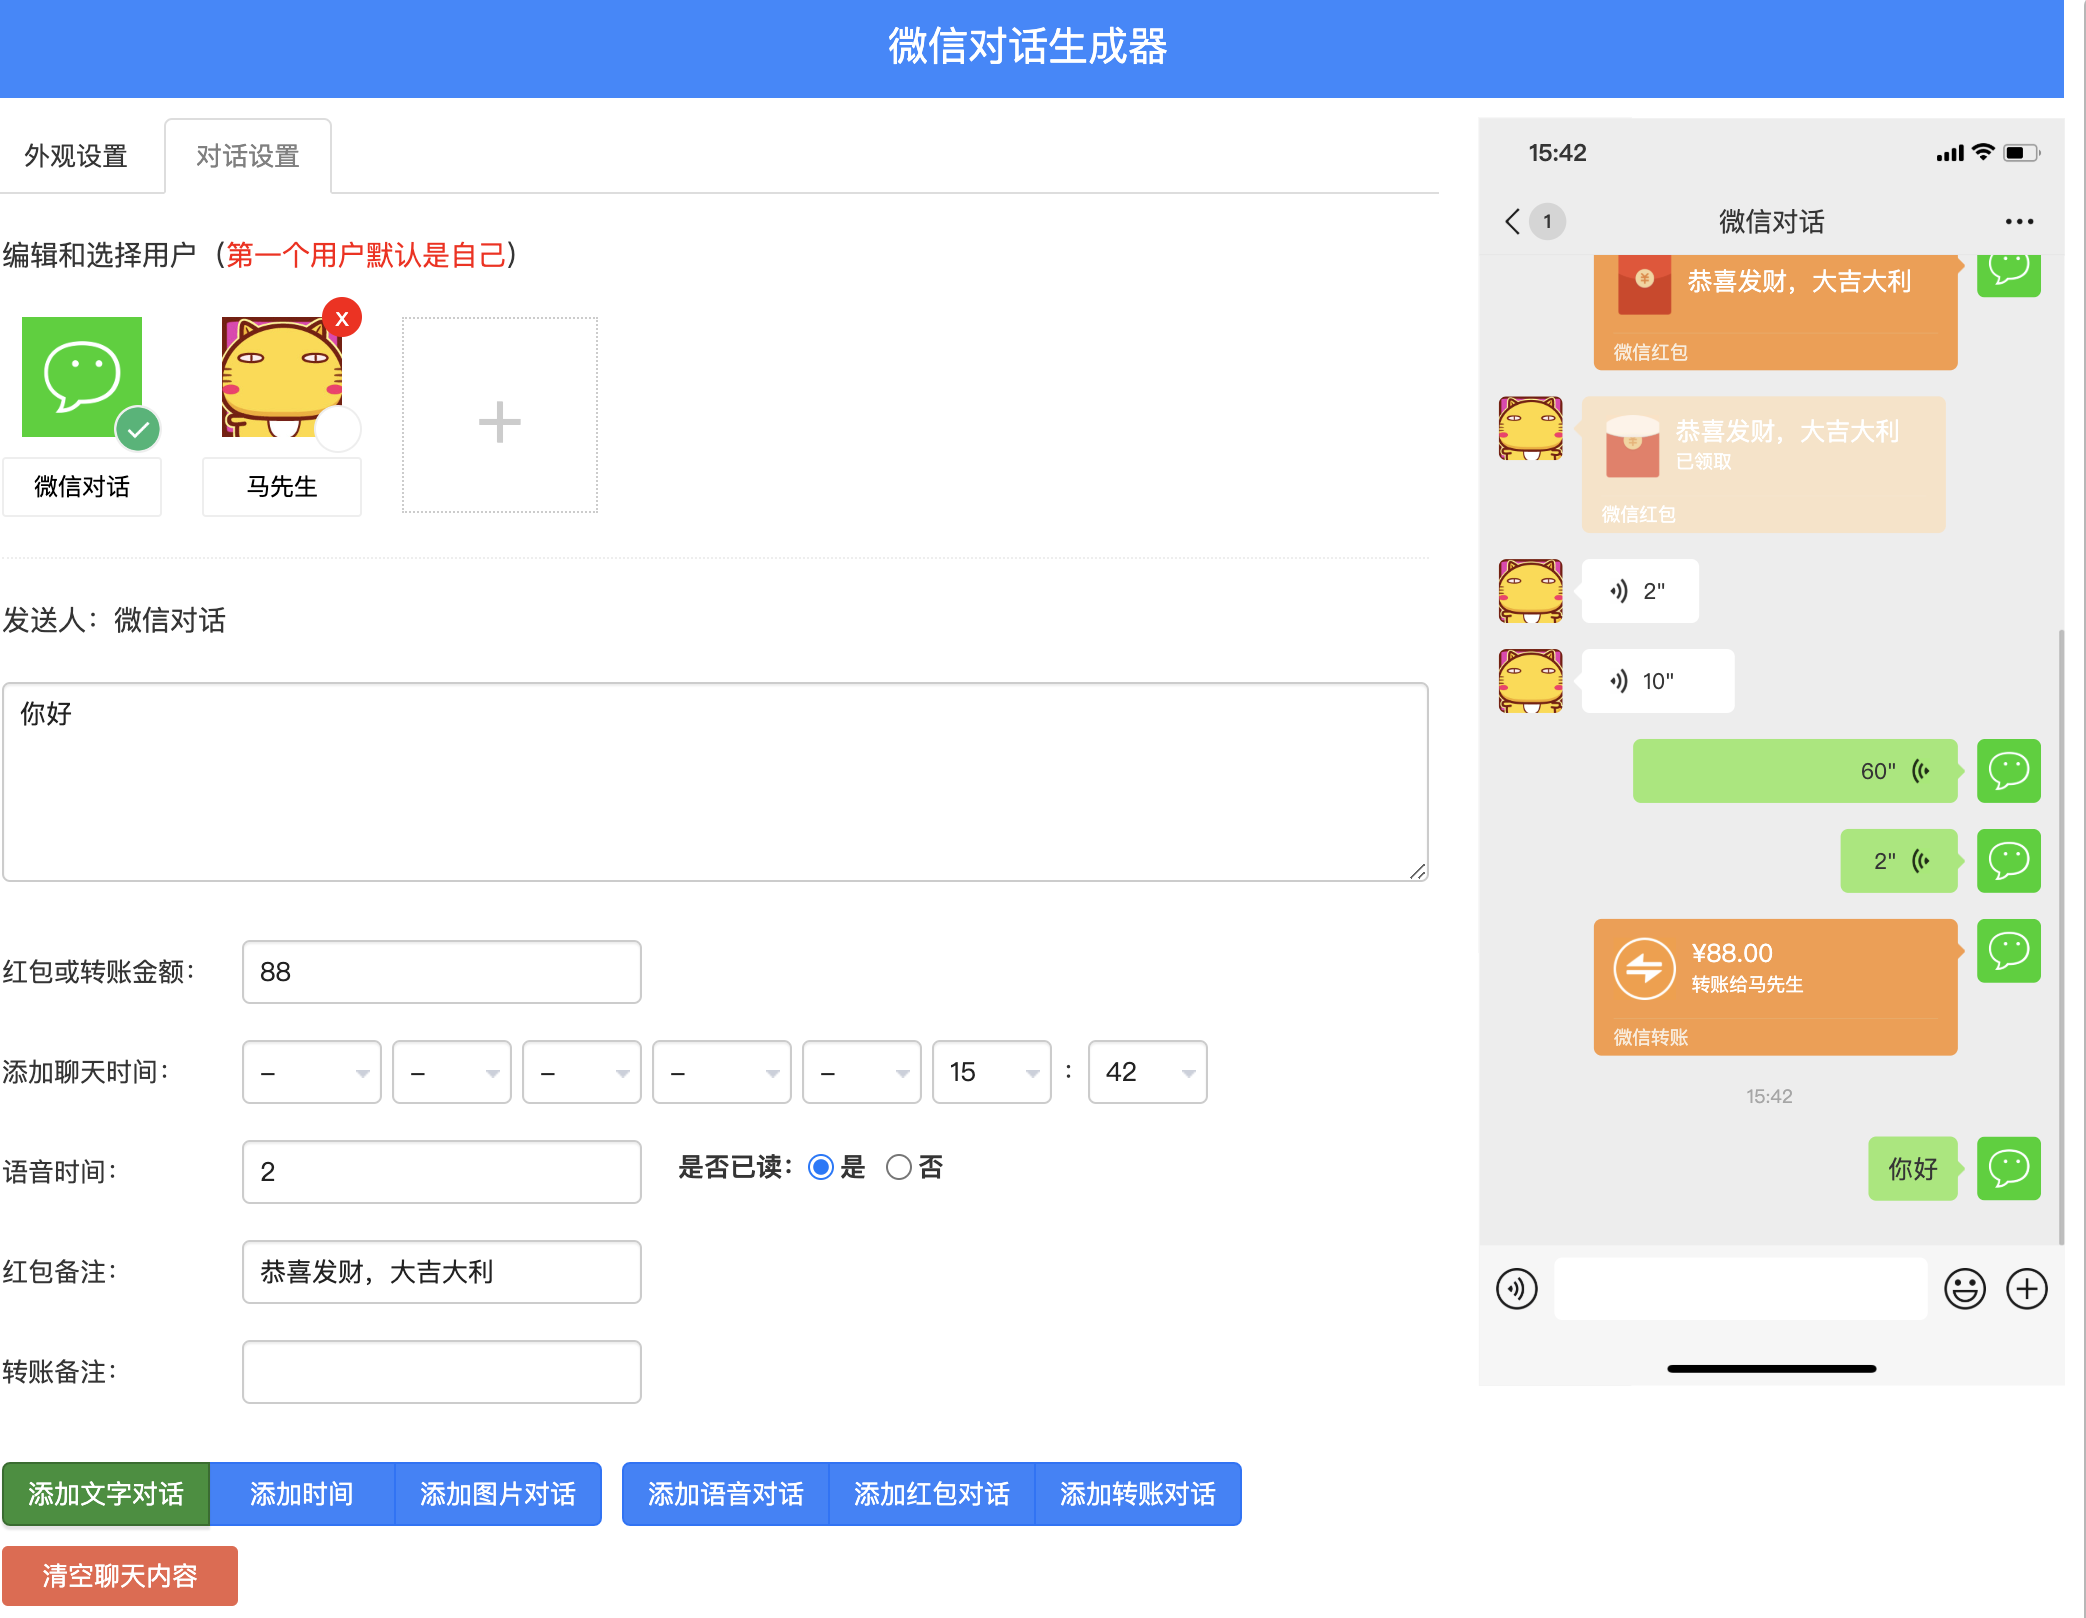 微信对话生成器
外观设置
对话设置
编辑和选择用户（第一个用户默认是自己）
x
微信对话
马先生
发送人：微信对话
你好
红包或转账金额：
88
添加聊天时间：
–
–
–
–
–
15
:
42
语音时间：
2
是否已读：
是
否
红包备注：
恭喜发财，大吉大利
转账备注：
添加文字对话
添加时间
添加图片对话
添加语音对话
添加红包对话
添加转账对话
清空聊天内容
15:42
1
微信对话
恭喜发财，大吉大利
微信红包
恭喜发财，大吉大利
已领取
微信红包
2"
10"
60"
2"
¥88.00
转账给马先生
微信转账
15:42
你好